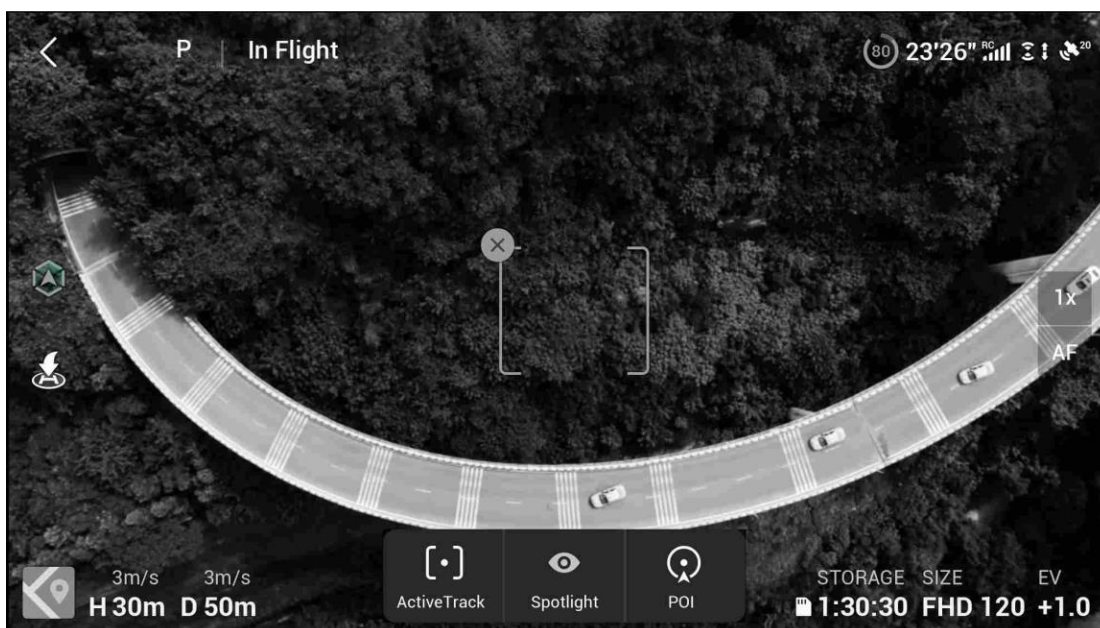 P | In Flight
80 23'26" RC 20
1x
AF
ActiveTrack Spotlight POI
3m/s 3m/s
H 30m D 50m
STORAGE SIZE EV
1:30:30 FHD 120 +1.0